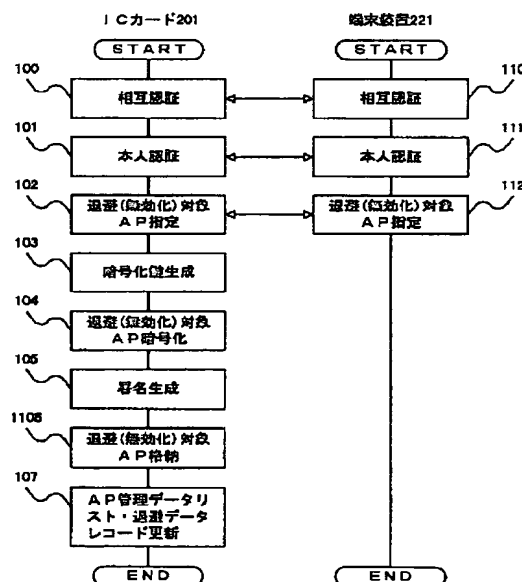 ICカード201
端末装置221
START
START
100
相互認証
相互認証
110
101
本人認証
本人認証
111
102
退避(無効化)対象
AP指定
退避(無効化)対象
AP指定
112
103
暗号化鍵生成
104
退避(無効化)対象
AP暗号化
105
署名生成
1106
退避(無効化)対象
AP格納
107
AP管理データリ
スト・退避データ
レコード更新
END
END